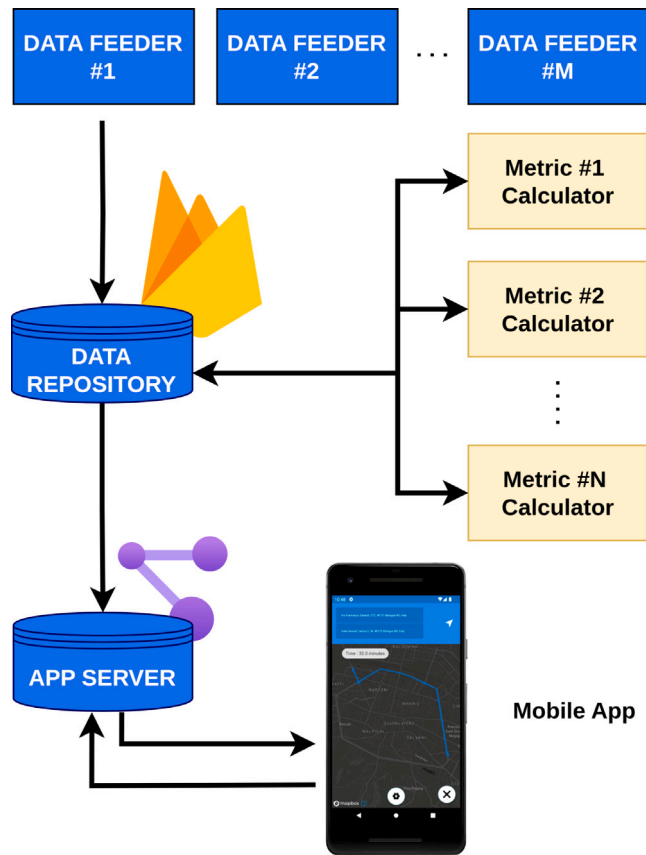 DATA FEEDER
#1
DATA FEEDER
#2
. . .
DATA FEEDER
#M
Metric #1
Calculator
Metric #2
Calculator
Metric #N
Calculator
DATA
REPOSITORY
APP SERVER
Time : 32.0 minutes
mapbox
Mobile App